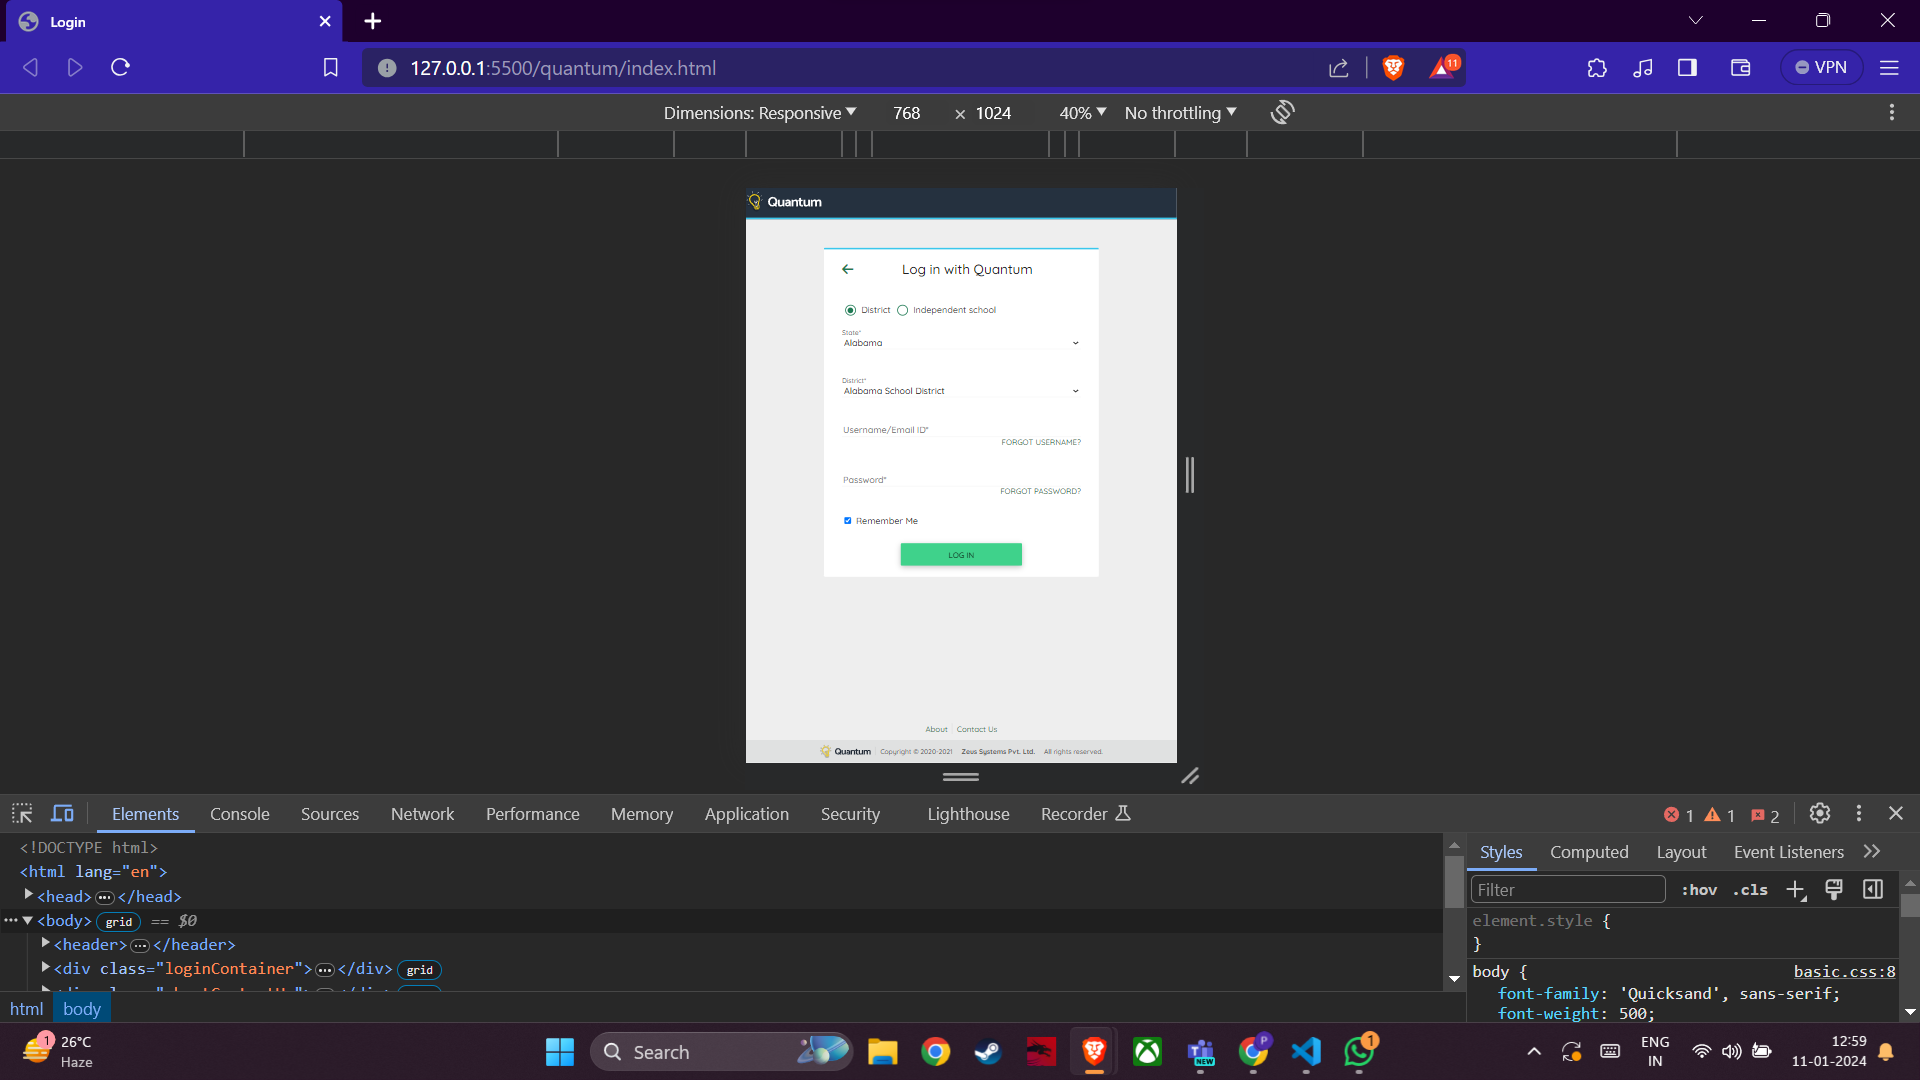 Login
127.0.0.1:5500/quantum/index.html
11
VPN
Dimensions: Responsive 768 × 1024 40% No throttling
Quantum
Log in with Quantum
District Independent school
State*
Alabama
District*
Alabama School District
Username/Email ID*
FORGOT USERNAME?
Password*
FORGOT PASSWORD?
Remember Me
LOG IN
About Contact Us
Quantum Copyright © 2020-2021 Zeus Systems Pvt. Ltd. All rights reserved.
Elements Console Sources Network Performance Memory Application Security Lighthouse Recorder 1 1 2
<!DOCTYPE html>
<html lang="en">
<head>…</head>
<body> grid == $0
<header>…</header>
<div class="loginContainer">…</div> grid
html body
Styles Computed Layout Event Listeners
Filter :hov .cls
element.style {
}
body { basic.css:8
font-family: 'Quicksand', sans-serif;
font-weight: 500;
1 26°C
Haze
Search
P
NEW
1
ENG
IN
12:59
11-01-2024